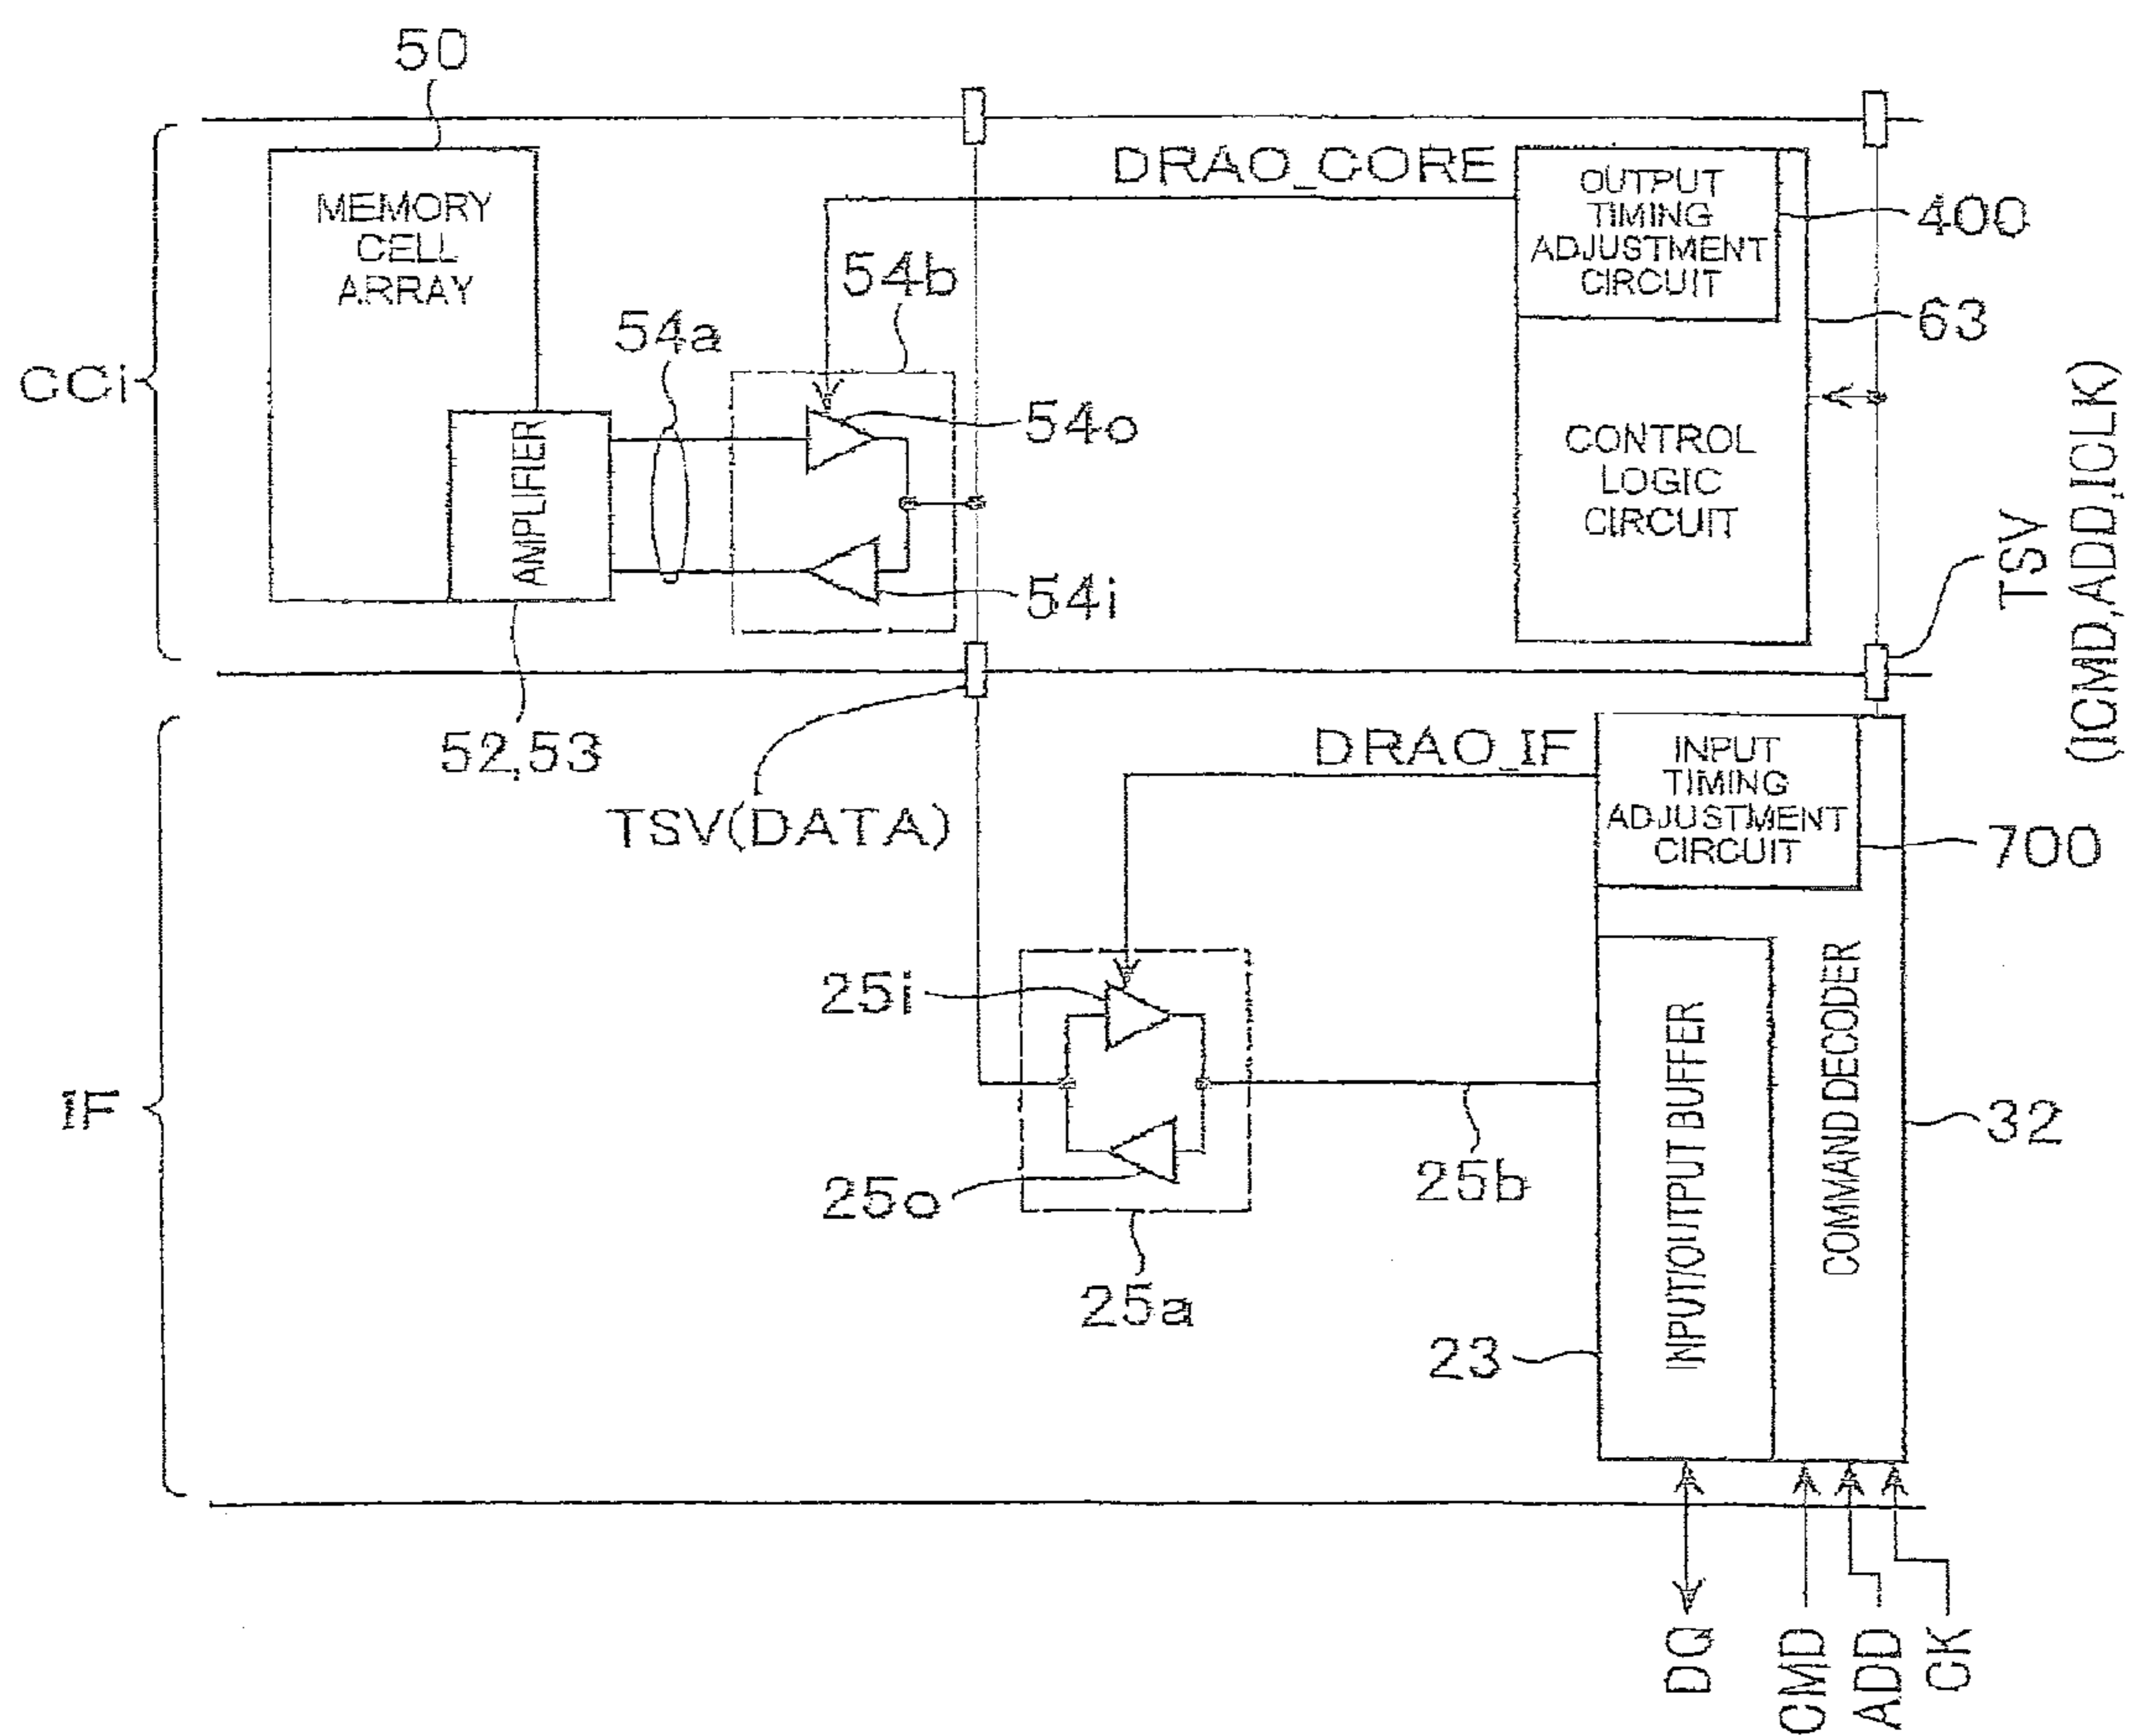 50
DRAO_CORE
MEMORY
CELL
ARRAY
OUTPUT
TIMING
ADJUSTMENT
CIRCUIT
400
54b
54a
63
CCi
54o
AMPLIFIER
CONTROL
LOGIC
CIRCUIT
54i
TSV
(ICMD,ADD,ICLK)
52,53
DRAO_IF
TSV(DATA)
INPUT
TIMING
ADJUSTMENT
CIRCUIT
700
25i
IF
INPUT/OUTPUT BUFFER
COMMAND DECODER
32
25o
25b
25a
23
DQ
CMD
ADD
CK